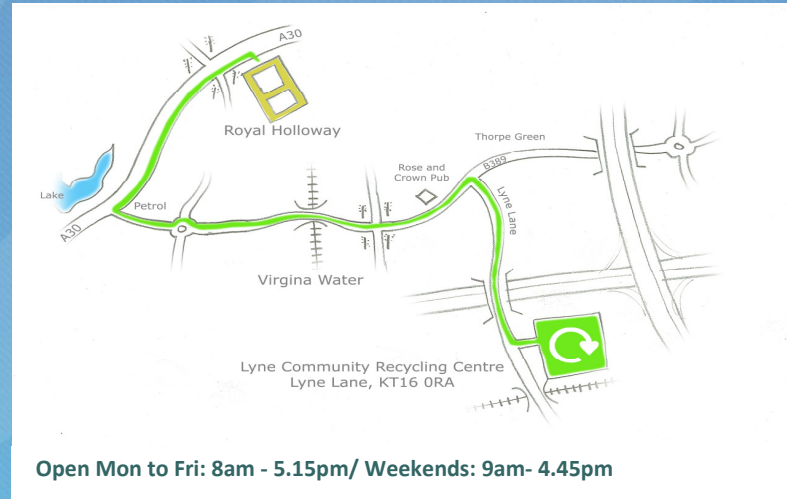 A30
Royal Holloway
Thorpe Green
Rose and
Crown Pub
B389
Lake
Petrol
Lyne Lane
A30
Virgina Water
Lyne Community Recycling Centre
Lyne Lane, KT16 0RA
Open Mon to Fri: 8am - 5.15pm/ Weekends: 9am- 4.45pm